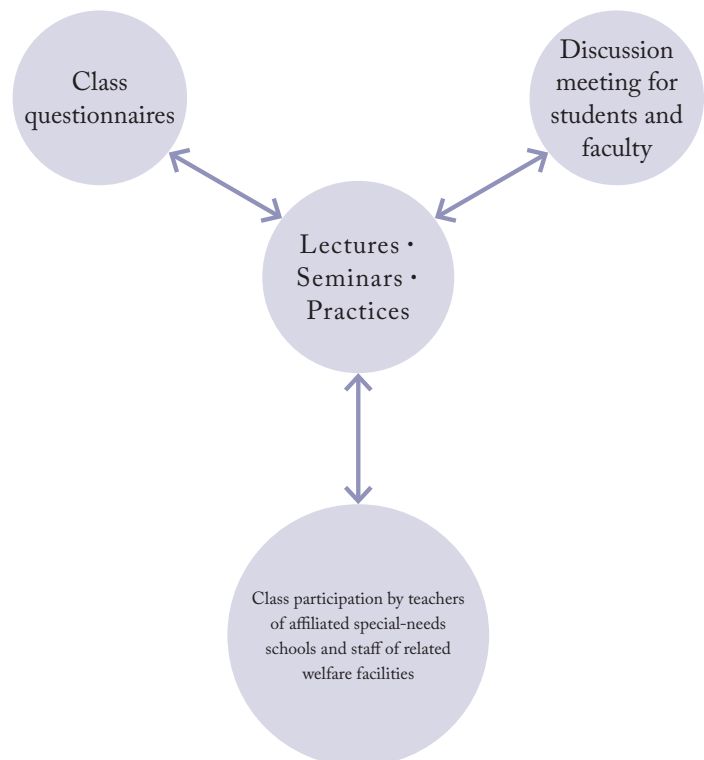 Class
questionnaires
Discussion
meeting for
students and
faculty
Lectures・
Seminars・
Practices
Class participation by teachers
of affiliated special-needs
schools and staff of related
welfare facilities